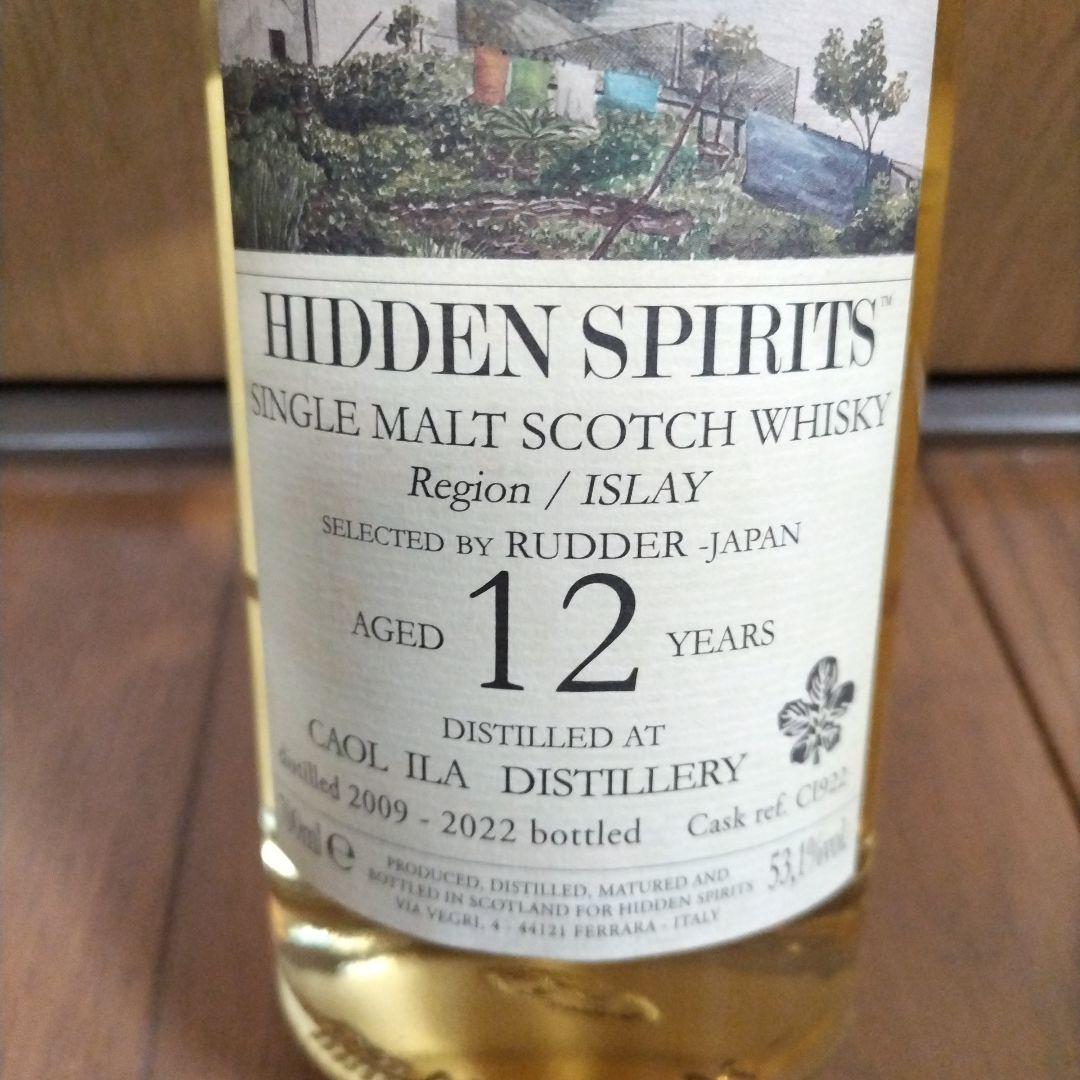 HIDDEN SPIRITS™
SINGLE MALT SCOTCH WHISKY
Region / ISLAY
SELECTED BY RUDDER -JAPAN
AGED 12 YEARS
DISTILLED AT
CAOL ILA DISTILLERY
distilled 2009 - 2022 bottled Cask ref. CI922
700ml e 53,1%vol.
PRODUCED, DISTILLED, MATURED AND
BOTTLED IN SCOTLAND FOR HIDDEN SPIRITS
VIA VEGRI, 4 - 44121 FERRARA - ITALY